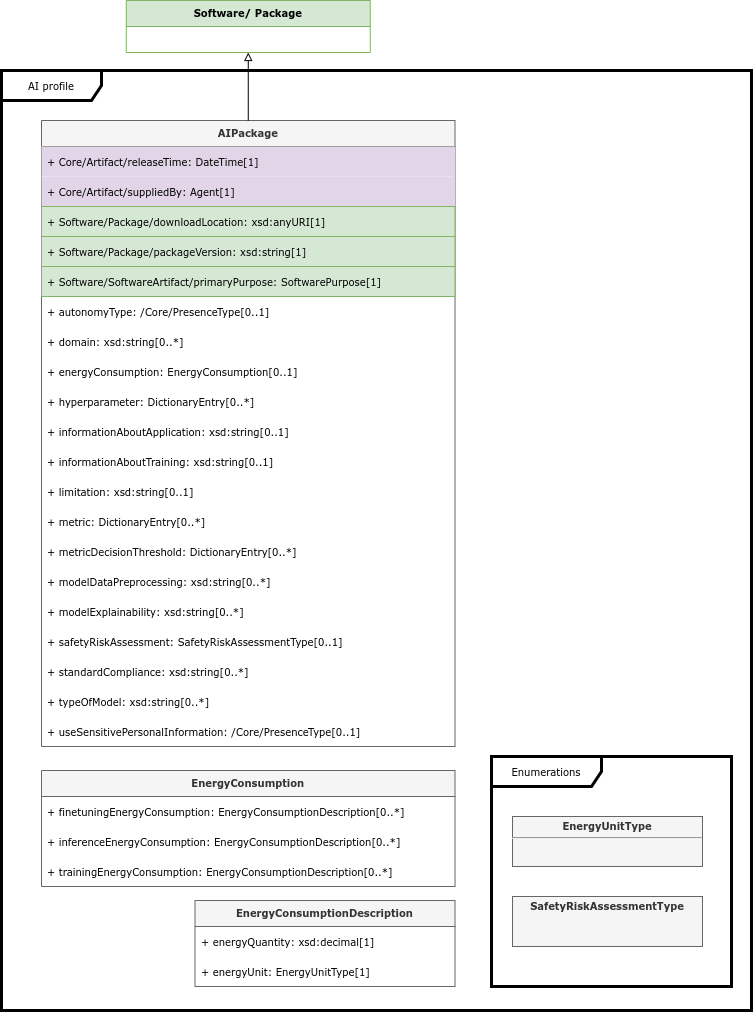 Software/ Package
AI profile
AIPackage
+ Core/Artifact/releaseTime: DateTime[1]
+ Core/Artifact/suppliedBy: Agent[1]
+ Software/Package/downloadLocation: xsd:anyURI[1]
+ Software/Package/packageVersion: xsd:string[1]
+ Software/SoftwareArtifact/primaryPurpose: SoftwarePurpose[1]
+ autonomyType: /Core/PresenceType[0..1]
+ domain: xsd:string[0..*]
+ energyConsumption: EnergyConsumption[0..1]
+ hyperparameter: DictionaryEntry[0..*]
+ informationAboutApplication: xsd:string[0..1]
+ informationAboutTraining: xsd:string[0..1]
+ limitation: xsd:string[0..1]
+ metric: DictionaryEntry[0..*]
+ metricDecisionThreshold: DictionaryEntry[0..*]
+ modelDataPreprocessing: xsd:string[0..*]
+ modelExplainability: xsd:string[0..*]
+ safetyRiskAssessment: SafetyRiskAssessmentType[0..1]
+ standardCompliance: xsd:string[0..*]
+ typeOfModel: xsd:string[0..*]
+ useSensitivePersonalInformation: /Core/PresenceType[0..1]
EnergyConsumption
+ finetuningEnergyConsumption: EnergyConsumptionDescription[0..*]
+ inferenceEnergyConsumption: EnergyConsumptionDescription[0..*]
+ trainingEnergyConsumption: EnergyConsumptionDescription[0..*]
EnergyConsumptionDescription
+ energyQuantity: xsd:decimal[1]
+ energyUnit: EnergyUnitType[1]
Enumerations
EnergyUnitType
SafetyRiskAssessmentType